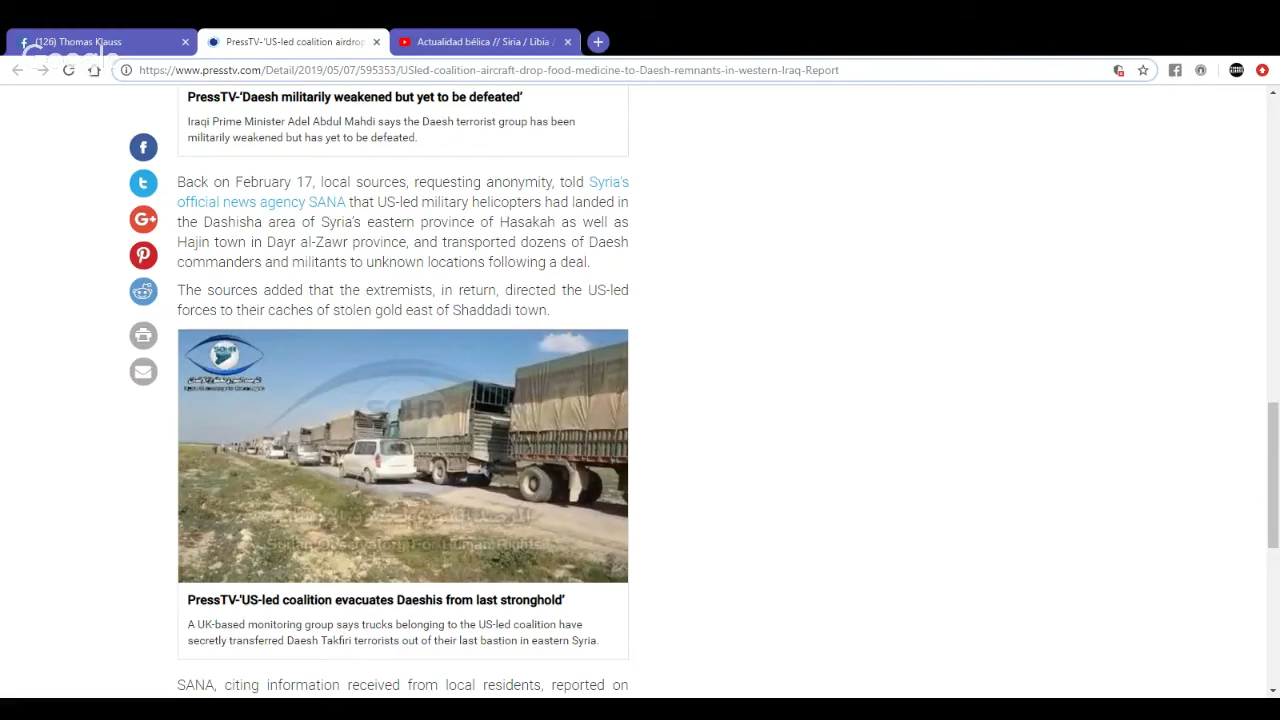 (126) Thomas Klauss
PressTV-'US-led coalition airdrop
Actualidad bélica // Siria / Libia /
Google
https://www.presstv.com/Detail/2019/05/07/595353/USled-coalition-aircraft-drop-food-medicine-to-Daesh-remnants-in-western-Iraq-Report
PressTV-‘Daesh militarily weakened but yet to be defeated’
Iraqi Prime Minister Adel Abdul Mahdi says the Daesh terrorist group has been
militarily weakened but has yet to be defeated.
Back on February 17, local sources, requesting anonymity, told Syria’s
official news agency SANA that US-led military helicopters had landed in
the Dashisha area of Syria’s eastern province of Hasakah as well as
Hajin town in Dayr al-Zawr province, and transported dozens of Daesh
commanders and militants to unknown locations following a deal.
The sources added that the extremists, in return, directed the US-led
forces to their caches of stolen gold east of Shaddadi town.
SOHR
SOHR
Syrian Observatory For Human Rights
PressTV-'US-led coalition evacuates Daeshis from last stronghold’
A UK-based monitoring group says trucks belonging to the US-led coalition have
secretly transferred Daesh Takfiri terrorists out of their last bastion in eastern Syria.
SANA, citing information received from local residents, reported on